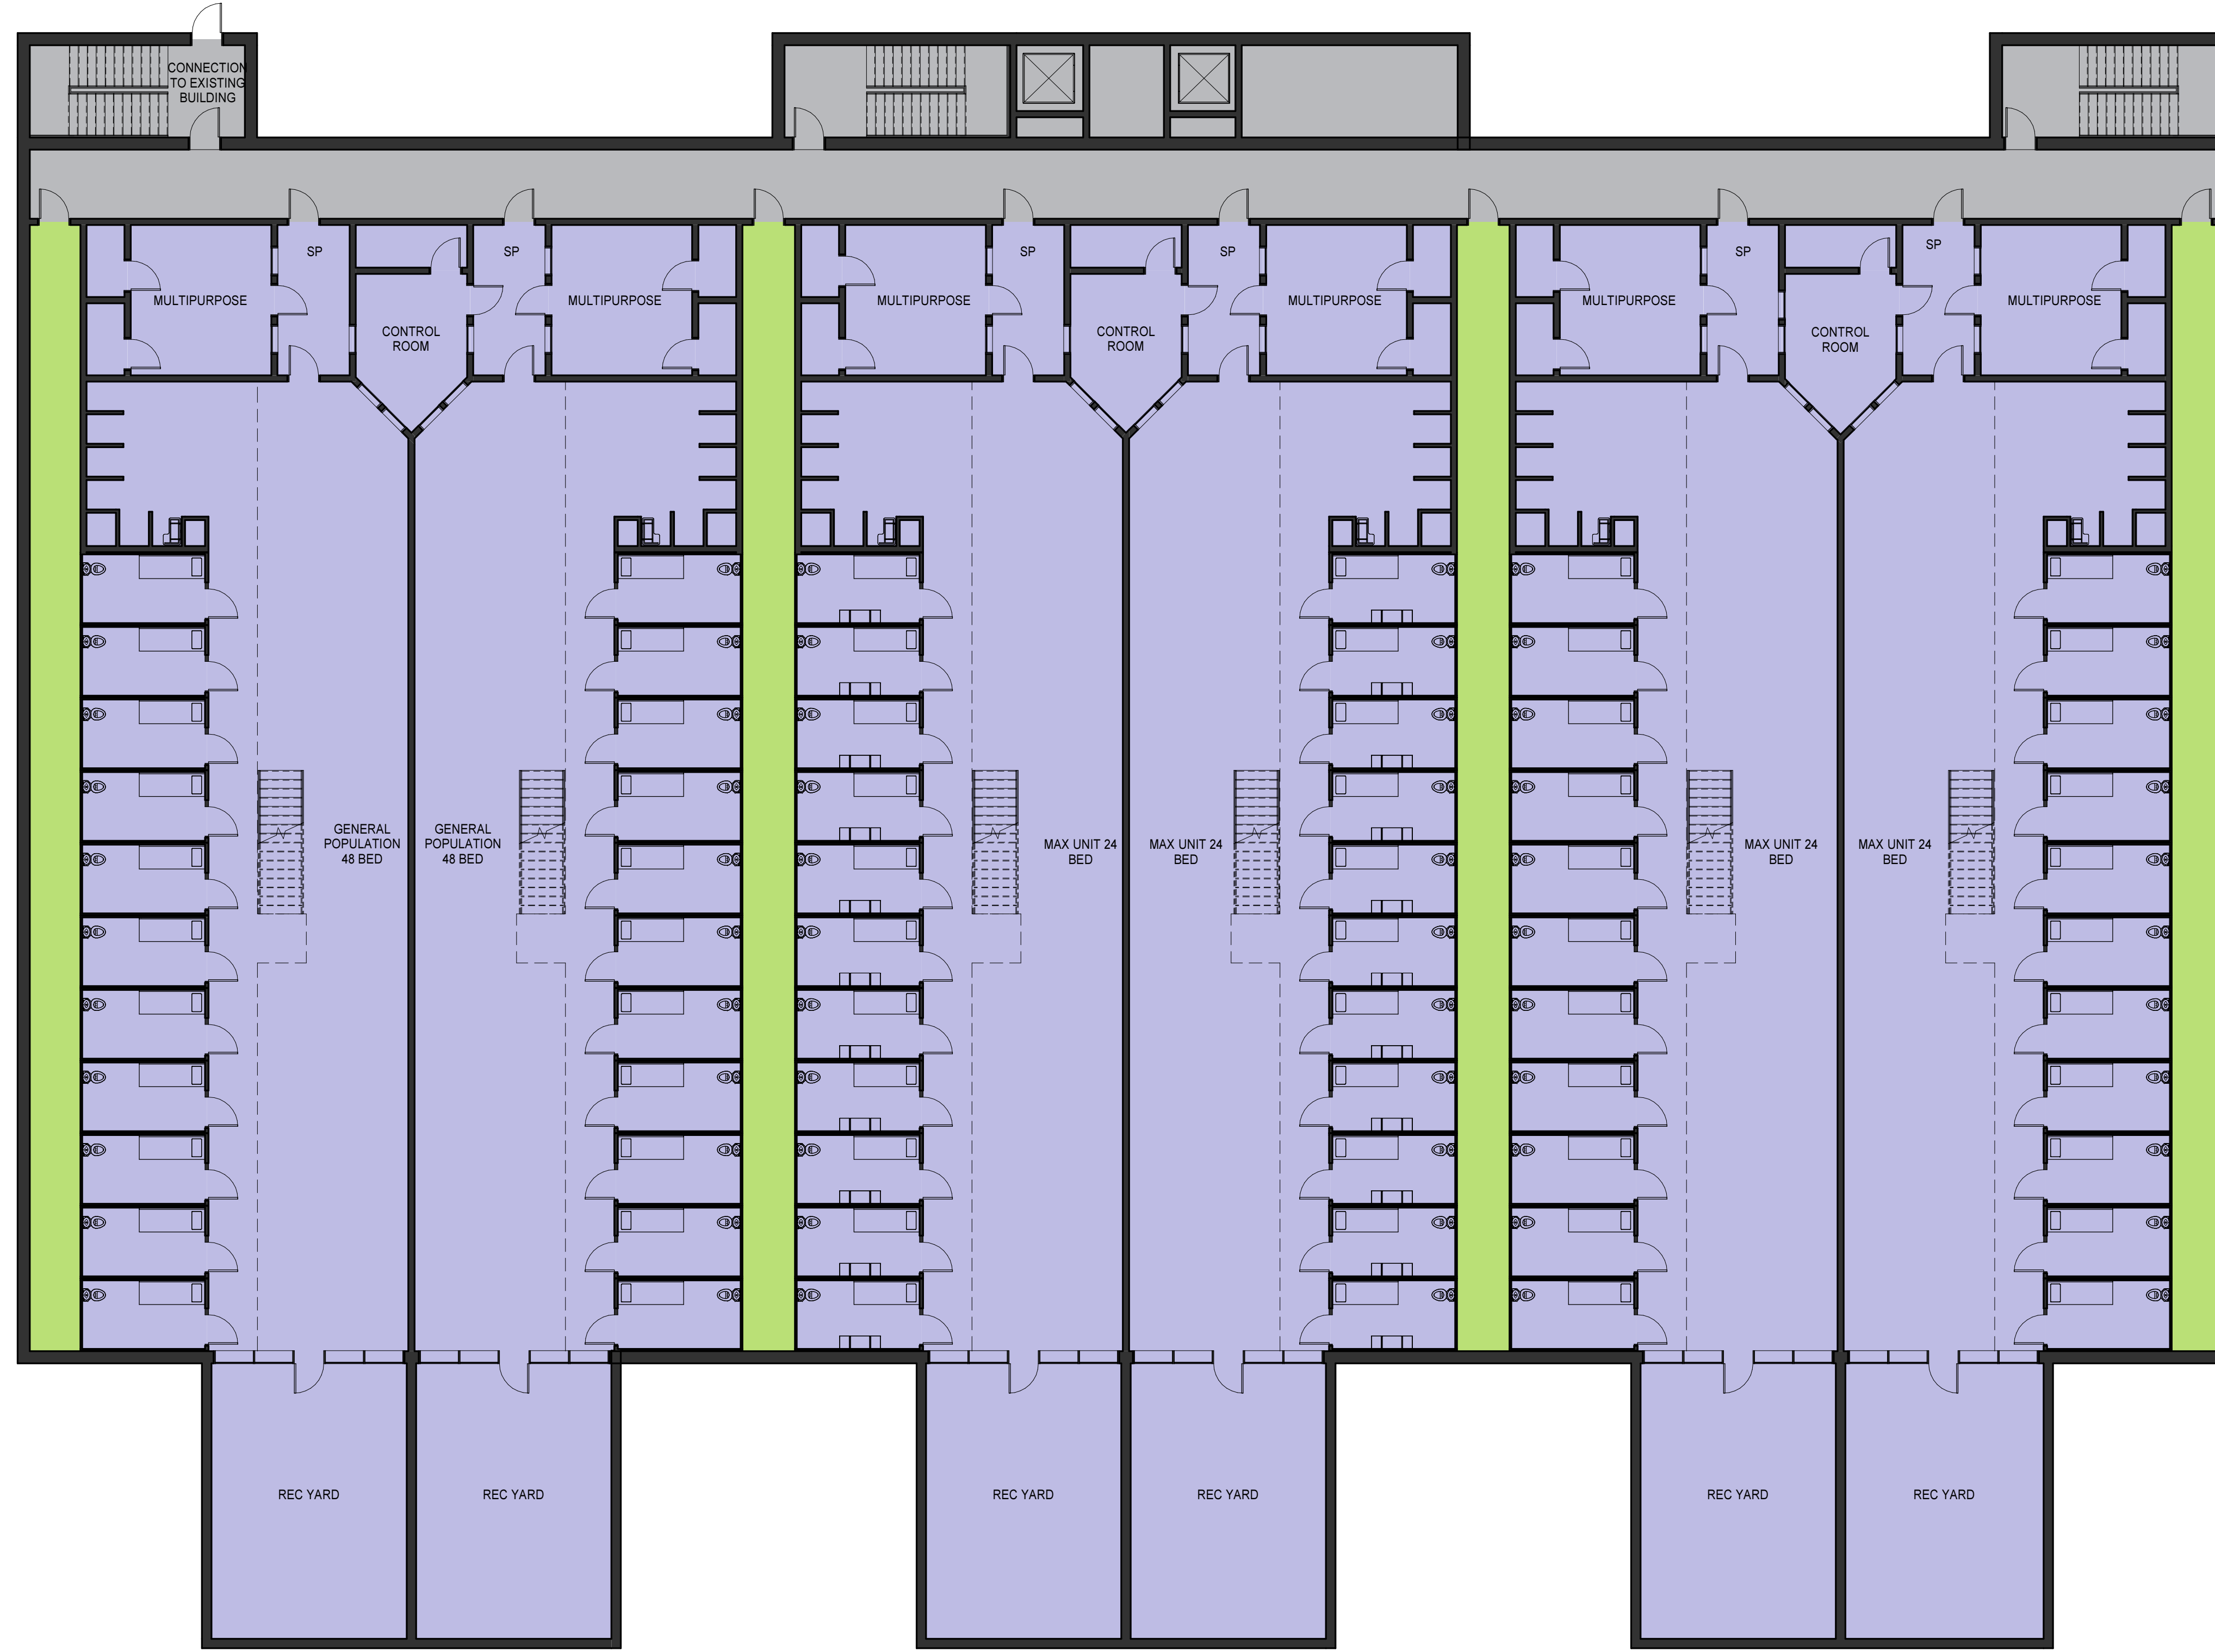 CONNECTION
TO EXISTING
BUILDING
SP
SP
SP
SP
SP
SP
MULTIPURPOSE
MULTIPURPOSE
MULTIPURPOSE
MULTIPURPOSE
MULTIPURPOSE
MULTIPURPOSE
CONTROL
ROOM
CONTROL
ROOM
CONTROL
ROOM
GENERAL
POPULATION
48 BED
GENERAL
POPULATION
48 BED
MAX UNIT 24
BED
MAX UNIT 24
BED
MAX UNIT 24
BED
MAX UNIT 24
BED
REC YARD
REC YARD
REC YARD
REC YARD
REC YARD
REC YARD